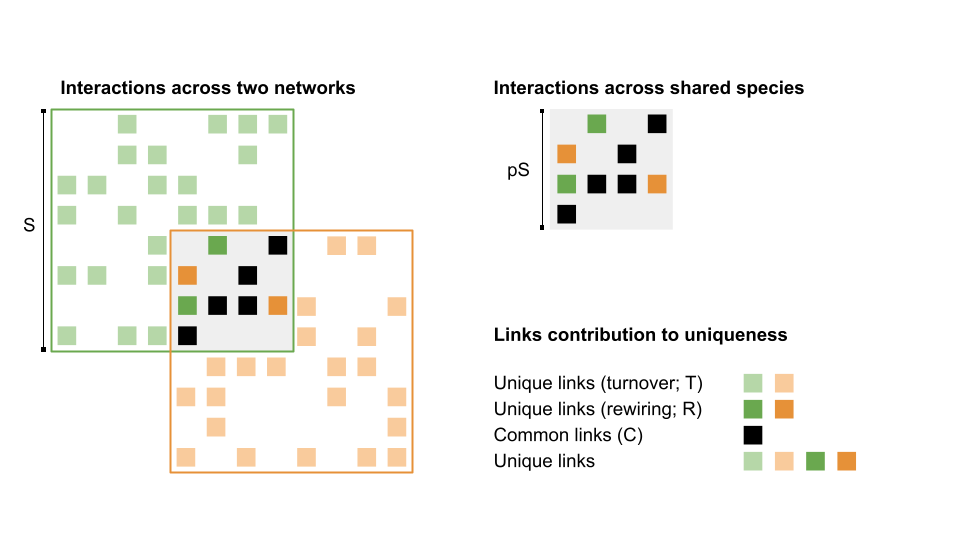 Interactions across two networks
S
Interactions across shared species
pS
Links contribution to uniqueness
Unique links (turnover; T)
Unique links (rewiring; R)
Common links (C)
Unique links